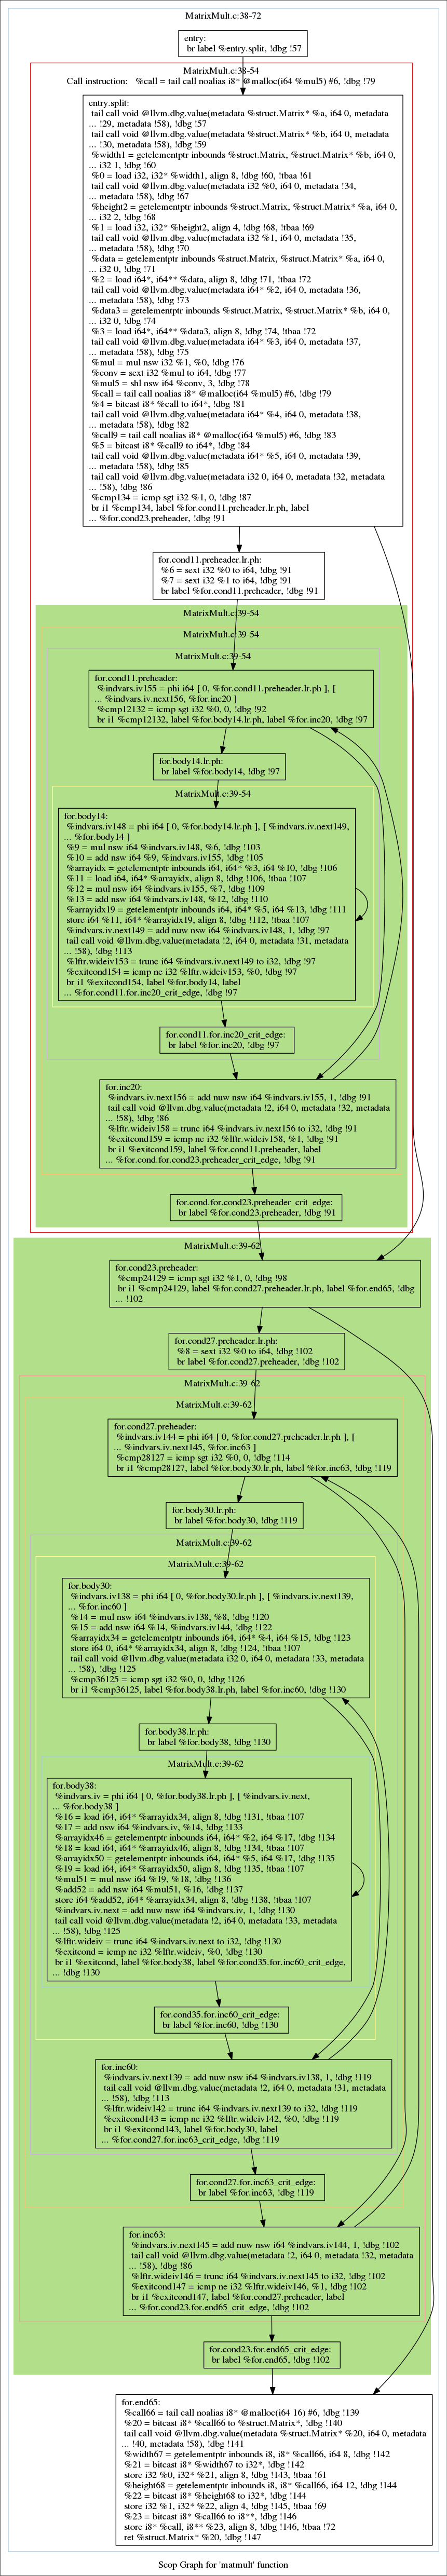 MatrixMult.c:38-72
entry:
br label %entry.split, !dbg !57
MatrixMult.c:38-54
Call instruction: %call = tail call noalias i8* @malloc(i64 %mul5) #6, !dbg !79
entry.split:
tail call void @llvm.dbg.value(metadata %struct.Matrix* %a, i64 0, metadata
... !29, metadata !58), !dbg !57
tail call void @llvm.dbg.value(metadata %struct.Matrix* %b, i64 0, metadata
... !30, metadata !58), !dbg !59
%width1 = getelementptr inbounds %struct.Matrix, %struct.Matrix* %b, i64 0,
... i32 1, !dbg !60
%0 = load i32, i32* %width1, align 8, !dbg !60, !tbaa !61
tail call void @llvm.dbg.value(metadata i32 %0, i64 0, metadata !34,
... metadata !58), !dbg !67
%height2 = getelementptr inbounds %struct.Matrix, %struct.Matrix* %a, i64 0,
... i32 2, !dbg !68
%1 = load i32, i32* %height2, align 4, !dbg !68, !tbaa !69
tail call void @llvm.dbg.value(metadata i32 %1, i64 0, metadata !35,
... metadata !58), !dbg !70
%data = getelementptr inbounds %struct.Matrix, %struct.Matrix* %a, i64 0,
... i32 0, !dbg !71
%2 = load i64*, i64** %data, align 8, !dbg !71, !tbaa !72
tail call void @llvm.dbg.value(metadata i64* %2, i64 0, metadata !36,
... metadata !58), !dbg !73
%data3 = getelementptr inbounds %struct.Matrix, %struct.Matrix* %b, i64 0,
... i32 0, !dbg !74
%3 = load i64*, i64** %data3, align 8, !dbg !74, !tbaa !72
tail call void @llvm.dbg.value(metadata i64* %3, i64 0, metadata !37,
... metadata !58), !dbg !75
%mul = mul nsw i32 %1, %0, !dbg !76
%conv = sext i32 %mul to i64, !dbg !77
%mul5 = shl nsw i64 %conv, 3, !dbg !78
%call = tail call noalias i8* @malloc(i64 %mul5) #6, !dbg !79
%4 = bitcast i8* %call to i64*, !dbg !81
tail call void @llvm.dbg.value(metadata i64* %4, i64 0, metadata !38,
... metadata !58), !dbg !82
%call9 = tail call noalias i8* @malloc(i64 %mul5) #6, !dbg !83
%5 = bitcast i8* %call9 to i64*, !dbg !84
tail call void @llvm.dbg.value(metadata i64* %5, i64 0, metadata !39,
... metadata !58), !dbg !85
tail call void @llvm.dbg.value(metadata i32 0, i64 0, metadata !32, metadata
... !58), !dbg !86
%cmp134 = icmp sgt i32 %1, 0, !dbg !87
br i1 %cmp134, label %for.cond11.preheader.lr.ph, label
... %for.cond23.preheader, !dbg !91
for.cond11.preheader.lr.ph:
%6 = sext i32 %0 to i64, !dbg !91
%7 = sext i32 %1 to i64, !dbg !91
br label %for.cond11.preheader, !dbg !91
MatrixMult.c:39-54
MatrixMult.c:39-54
MatrixMult.c:39-54
for.cond11.preheader:
%indvars.iv155 = phi i64 [ 0, %for.cond11.preheader.lr.ph ], [
... %indvars.iv.next156, %for.inc20 ]
%cmp12132 = icmp sgt i32 %0, 0, !dbg !92
br i1 %cmp12132, label %for.body14.lr.ph, label %for.inc20, !dbg !97
for.body14.lr.ph:
br label %for.body14, !dbg !97
MatrixMult.c:39-54
for.body14:
%indvars.iv148 = phi i64 [ 0, %for.body14.lr.ph ], [ %indvars.iv.next149,
... %for.body14 ]
%9 = mul nsw i64 %indvars.iv148, %6, !dbg !103
%10 = add nsw i64 %9, %indvars.iv155, !dbg !105
%arrayidx = getelementptr inbounds i64, i64* %3, i64 %10, !dbg !106
%11 = load i64, i64* %arrayidx, align 8, !dbg !106, !tbaa !107
%12 = mul nsw i64 %indvars.iv155, %7, !dbg !109
%13 = add nsw i64 %indvars.iv148, %12, !dbg !110
%arrayidx19 = getelementptr inbounds i64, i64* %5, i64 %13, !dbg !111
store i64 %11, i64* %arrayidx19, align 8, !dbg !112, !tbaa !107
%indvars.iv.next149 = add nuw nsw i64 %indvars.iv148, 1, !dbg !97
tail call void @llvm.dbg.value(metadata !2, i64 0, metadata !31, metadata
... !58), !dbg !113
%lftr.wideiv153 = trunc i64 %indvars.iv.next149 to i32, !dbg !97
%exitcond154 = icmp ne i32 %lftr.wideiv153, %0, !dbg !97
br i1 %exitcond154, label %for.body14, label
... %for.cond11.for.inc20_crit_edge, !dbg !97
for.cond11.for.inc20_crit_edge:
br label %for.inc20, !dbg !97
for.inc20:
%indvars.iv.next156 = add nuw nsw i64 %indvars.iv155, 1, !dbg !91
tail call void @llvm.dbg.value(metadata !2, i64 0, metadata !32, metadata
... !58), !dbg !86
%lftr.wideiv158 = trunc i64 %indvars.iv.next156 to i32, !dbg !91
%exitcond159 = icmp ne i32 %lftr.wideiv158, %1, !dbg !91
br i1 %exitcond159, label %for.cond11.preheader, label
... %for.cond.for.cond23.preheader_crit_edge, !dbg !91
for.cond.for.cond23.preheader_crit_edge:
br label %for.cond23.preheader, !dbg !91
MatrixMult.c:39-62
for.cond23.preheader:
%cmp24129 = icmp sgt i32 %1, 0, !dbg !98
br i1 %cmp24129, label %for.cond27.preheader.lr.ph, label %for.end65, !dbg
... !102
for.cond27.preheader.lr.ph:
%8 = sext i32 %0 to i64, !dbg !102
br label %for.cond27.preheader, !dbg !102
MatrixMult.c:39-62
MatrixMult.c:39-62
for.cond27.preheader:
%indvars.iv144 = phi i64 [ 0, %for.cond27.preheader.lr.ph ], [
... %indvars.iv.next145, %for.inc63 ]
%cmp28127 = icmp sgt i32 %0, 0, !dbg !114
br i1 %cmp28127, label %for.body30.lr.ph, label %for.inc63, !dbg !119
for.body30.lr.ph:
br label %for.body30, !dbg !119
MatrixMult.c:39-62
MatrixMult.c:39-62
for.body30:
%indvars.iv138 = phi i64 [ 0, %for.body30.lr.ph ], [ %indvars.iv.next139,
... %for.inc60 ]
%14 = mul nsw i64 %indvars.iv138, %8, !dbg !120
%15 = add nsw i64 %14, %indvars.iv144, !dbg !122
%arrayidx34 = getelementptr inbounds i64, i64* %4, i64 %15, !dbg !123
store i64 0, i64* %arrayidx34, align 8, !dbg !124, !tbaa !107
tail call void @llvm.dbg.value(metadata i32 0, i64 0, metadata !33, metadata
... !58), !dbg !125
%cmp36125 = icmp sgt i32 %0, 0, !dbg !126
br i1 %cmp36125, label %for.body38.lr.ph, label %for.inc60, !dbg !130
for.body38.lr.ph:
br label %for.body38, !dbg !130
MatrixMult.c:39-62
for.body38:
%indvars.iv = phi i64 [ 0, %for.body38.lr.ph ], [ %indvars.iv.next,
... %for.body38 ]
%16 = load i64, i64* %arrayidx34, align 8, !dbg !131, !tbaa !107
%17 = add nsw i64 %indvars.iv, %14, !dbg !133
%arrayidx46 = getelementptr inbounds i64, i64* %2, i64 %17, !dbg !134
%18 = load i64, i64* %arrayidx46, align 8, !dbg !134, !tbaa !107
%arrayidx50 = getelementptr inbounds i64, i64* %5, i64 %17, !dbg !135
%19 = load i64, i64* %arrayidx50, align 8, !dbg !135, !tbaa !107
%mul51 = mul nsw i64 %19, %18, !dbg !136
%add52 = add nsw i64 %mul51, %16, !dbg !137
store i64 %add52, i64* %arrayidx34, align 8, !dbg !138, !tbaa !107
%indvars.iv.next = add nuw nsw i64 %indvars.iv, 1, !dbg !130
tail call void @llvm.dbg.value(metadata !2, i64 0, metadata !33, metadata
... !58), !dbg !125
%lftr.wideiv = trunc i64 %indvars.iv.next to i32, !dbg !130
%exitcond = icmp ne i32 %lftr.wideiv, %0, !dbg !130
br i1 %exitcond, label %for.body38, label %for.cond35.for.inc60_crit_edge,
... !dbg !130
for.cond35.for.inc60_crit_edge:
br label %for.inc60, !dbg !130
for.inc60:
%indvars.iv.next139 = add nuw nsw i64 %indvars.iv138, 1, !dbg !119
tail call void @llvm.dbg.value(metadata !2, i64 0, metadata !31, metadata
... !58), !dbg !113
%lftr.wideiv142 = trunc i64 %indvars.iv.next139 to i32, !dbg !119
%exitcond143 = icmp ne i32 %lftr.wideiv142, %0, !dbg !119
br i1 %exitcond143, label %for.body30, label
... %for.cond27.for.inc63_crit_edge, !dbg !119
for.cond27.for.inc63_crit_edge:
br label %for.inc63, !dbg !119
for.inc63:
%indvars.iv.next145 = add nuw nsw i64 %indvars.iv144, 1, !dbg !102
tail call void @llvm.dbg.value(metadata !2, i64 0, metadata !32, metadata
... !58), !dbg !86
%lftr.wideiv146 = trunc i64 %indvars.iv.next145 to i32, !dbg !102
%exitcond147 = icmp ne i32 %lftr.wideiv146, %1, !dbg !102
br i1 %exitcond147, label %for.cond27.preheader, label
... %for.cond23.for.end65_crit_edge, !dbg !102
for.cond23.for.end65_crit_edge:
br label %for.end65, !dbg !102
for.end65:
%call66 = tail call noalias i8* @malloc(i64 16) #6, !dbg !139
%20 = bitcast i8* %call66 to %struct.Matrix*, !dbg !140
tail call void @llvm.dbg.value(metadata %struct.Matrix* %20, i64 0, metadata
... !40, metadata !58), !dbg !141
%width67 = getelementptr inbounds i8, i8* %call66, i64 8, !dbg !142
%21 = bitcast i8* %width67 to i32*, !dbg !142
store i32 %0, i32* %21, align 8, !dbg !143, !tbaa !61
%height68 = getelementptr inbounds i8, i8* %call66, i64 12, !dbg !144
%22 = bitcast i8* %height68 to i32*, !dbg !144
store i32 %1, i32* %22, align 4, !dbg !145, !tbaa !69
%23 = bitcast i8* %call66 to i8**, !dbg !146
store i8* %call, i8** %23, align 8, !dbg !146, !tbaa !72
ret %struct.Matrix* %20, !dbg !147
Scop Graph for 'matmult' function